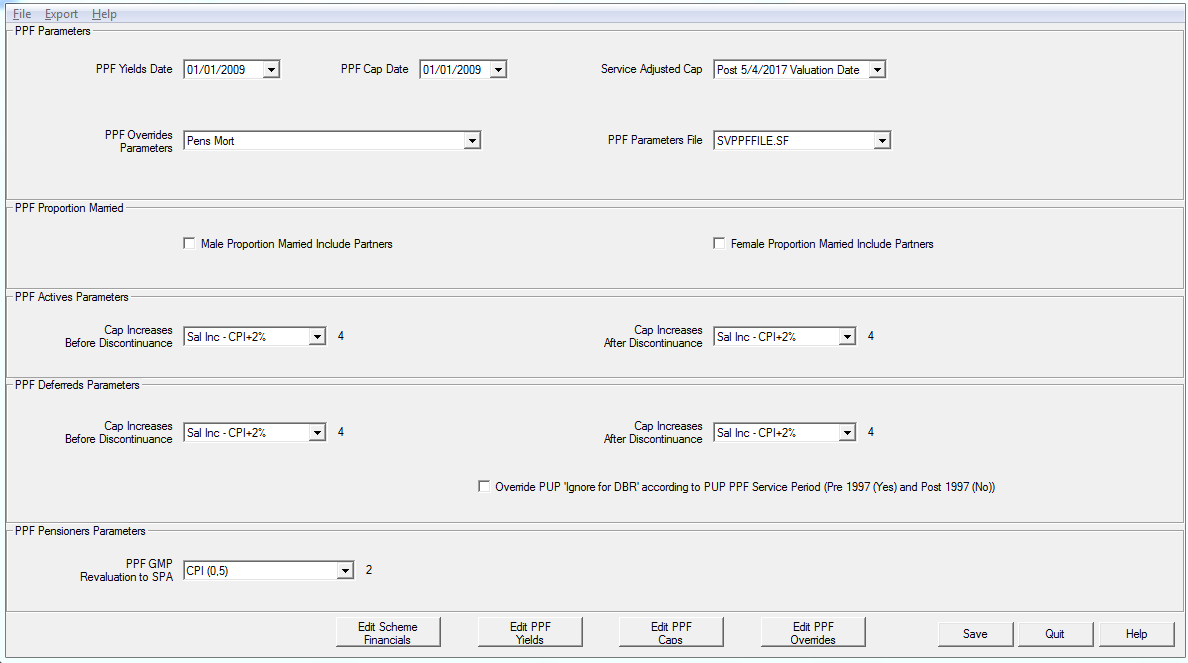 File Export Help
PPF Parameters
PPF Yields Date 01/01/2009 PPF Cap Date 01/01/2009 Service Adjusted Cap Post 5/4/2017 Valuation Date
PPF Overrides
Parameters Pens Mort PPF Parameters File SVPPFFILE.SF
PPF Proportion Married
Male Proportion Married Include Partners Female Proportion Married Include Partners
PPF Actives Parameters
Cap Increases
Before Discontinuance Sal Inc - CPI+2% 4
Cap Increases
After Discontinuance Sal Inc - CPI+2% 4
PPF Deferreds Parameters
Cap Increases
Before Discontinuance Sal Inc - CPI+2% 4
Cap Increases
After Discontinuance Sal Inc - CPI+2% 4
Override PUP 'Ignore for DBR' according to PUP PPF Service Period (Pre 1997 (Yes) and Post 1997 (No))
PPF Pensioners Parameters
PPF GMP
Revaluation to SPA CPI (0,5) 2
Edit Scheme
Financials
Edit PPF
Yields
Edit PPF
Caps
Edit PPF
Overrides
Save Quit Help